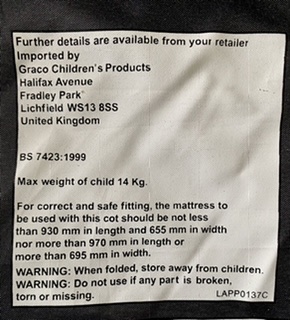 Further details are available from your retailer
Imported by
Graco Children's Products
Halifax Avenue
Fradley Park
Lichfield WS13 8SS
United Kingdom
BS 7423:1999
Max weight of child 14 Kg.
For correct and safe fitting, the mattress to
be used with this cot should be not less
than 930 mm in length and 655 mm in width
nor more than 970 mm in length or
more than 695 mm in width.
WARNING: When folded, store away from children.
WARNING: Do not use if any part is broken,
torn or missing.
LAPP0137C